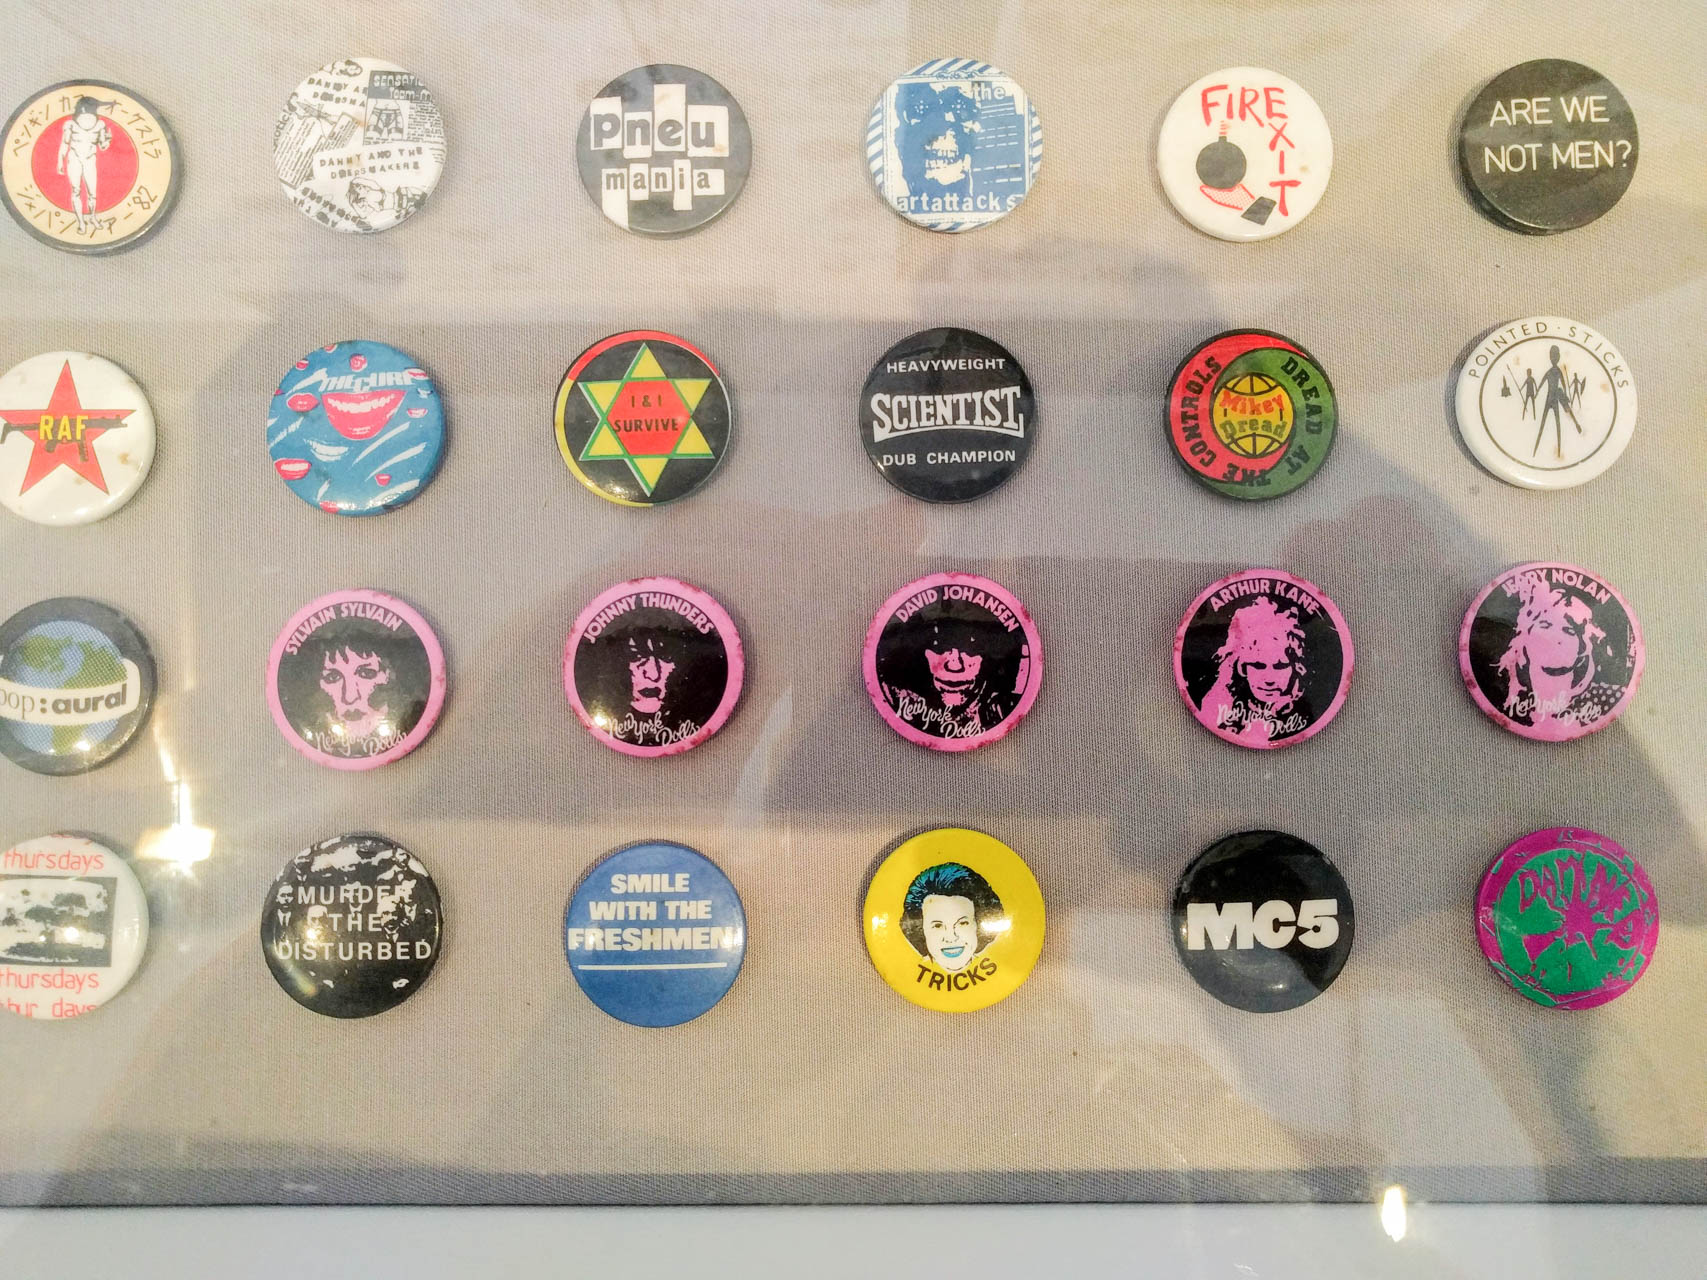 ペンギン カフェ オーケストラ
ジャパン ツアー '82
DANNY AND THE
DRESSMAKERS
pneu
mania
the
artattacks
FIRE
EXIT
ARE WE
NOT MEN?
RAF
THE CURE
I & I
SURVIVE
HEAVYWEIGHT
SCIENTIST
DUB CHAMPION
DREAD AT THE CONTROLS
Mikey
Dread
POINTED · STICKS
pop:aural
SYLVAIN SYLVAIN
New York Dolls
JOHNNY THUNDERS
New York Dolls
DAVID JOHANSEN
New York Dolls
ARTHUR KANE
New York Dolls
JERRY NOLAN
New York Dolls
thursdays
thursdays
MURDER
THE
DISTURBED
SMILE
WITH THE
FRESHMEN
TRICKS
MC5